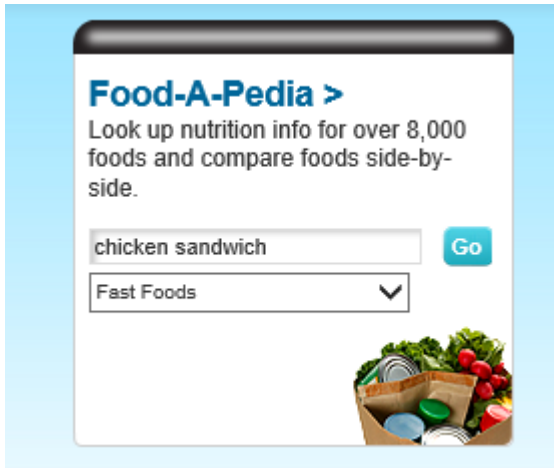 Food-A-Pedia >
Look up nutrition info for over 8,000
foods and compare foods side-by-
side.
chicken sandwich
Go
Fast Foods